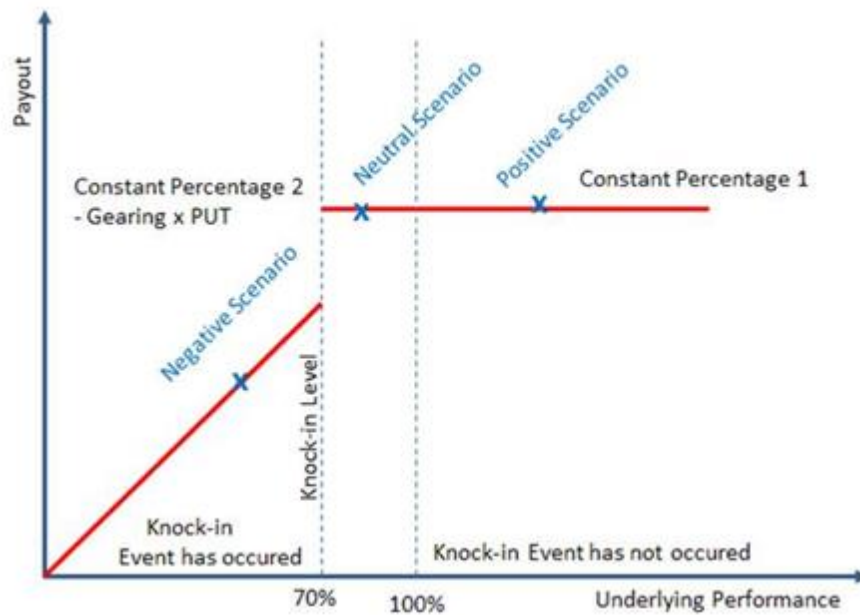 Payout
Neutral Scenario
Positive Scenario
Constant Percentage 2
- Gearing x PUT
Constant Percentage 1
Negative Scenario
Knock-in Level
Knock-in
Event has occured
Knock-in Event has not occured
70%
100%
Underlying Performance